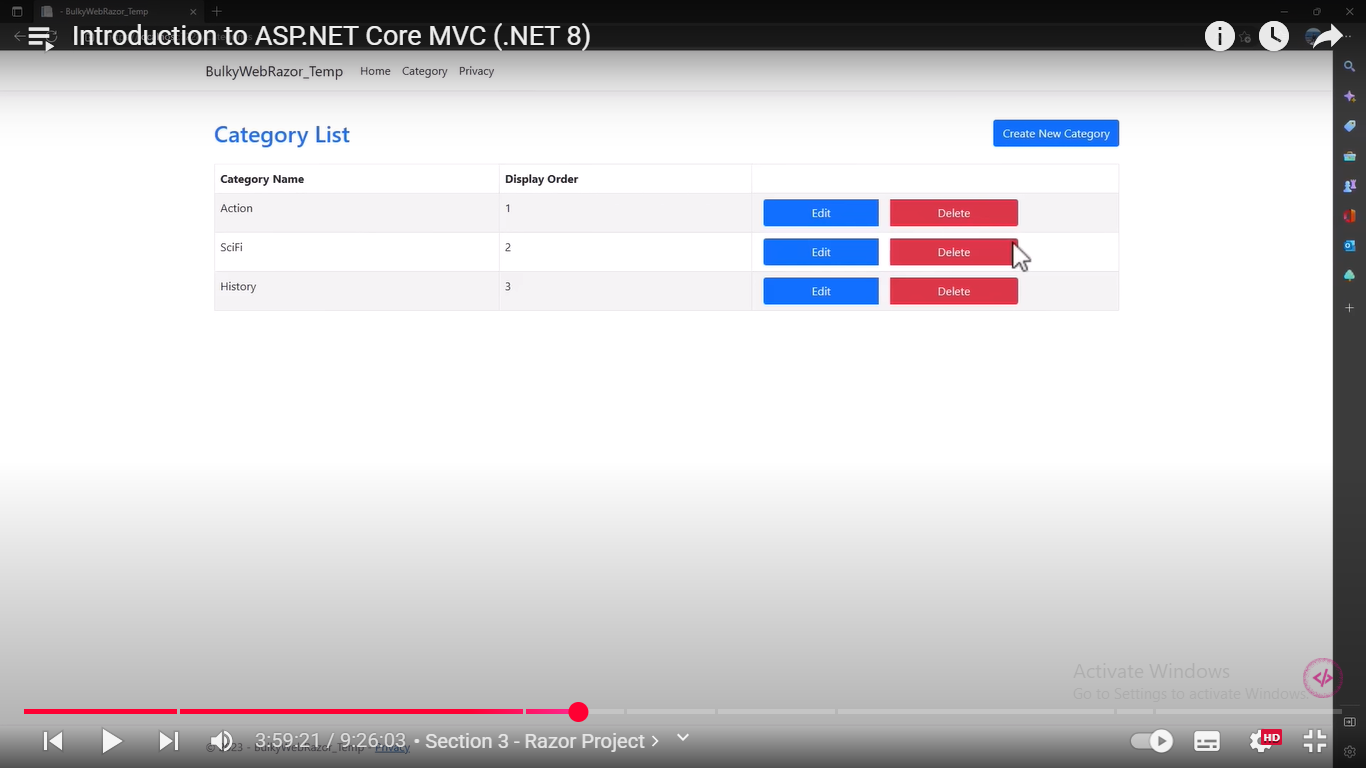 - BulkyWebRazor_Temp
Introduction to ASP.NET Core MVC (.NET 8)
BulkyWebRazor_Temp Home Category Privacy
Category List
Create New Category
Category Name Display Order
Action 1 Edit Delete
SciFi 2 Edit Delete
History 3 Edit Delete
Activate Windows
Go to Settings to activate Windows.
3:59:21 / 9:26:03 • Section 3 - Razor Project
HD
BulkyWebRazor_Temp - Privacy